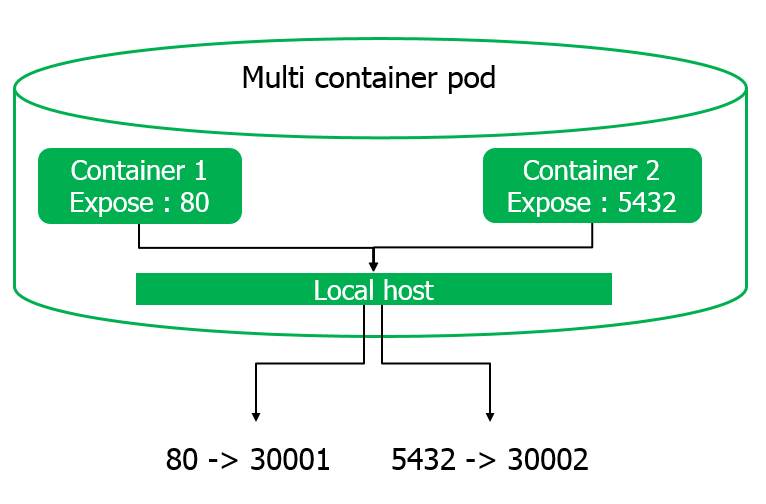 Multi container pod
Container 1
Expose : 80
Container 2
Expose : 5432
Local host
80 -> 30001
5432 -> 30002